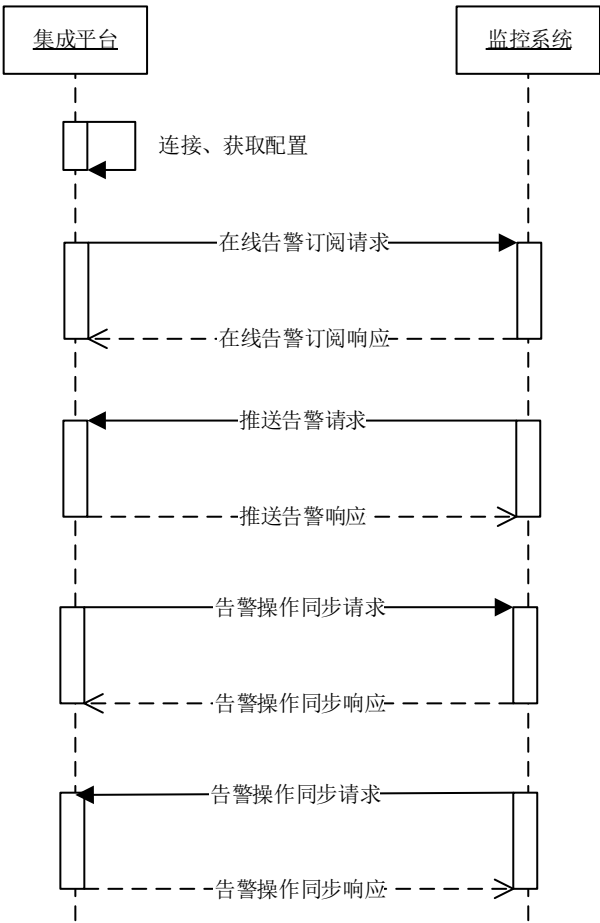 集成平台
监控系统
连接、获取配置
在线告警订阅请求
在线告警订阅响应
推送告警请求
推送告警响应
告警操作同步请求
告警操作同步响应
告警操作同步请求
告警操作同步响应